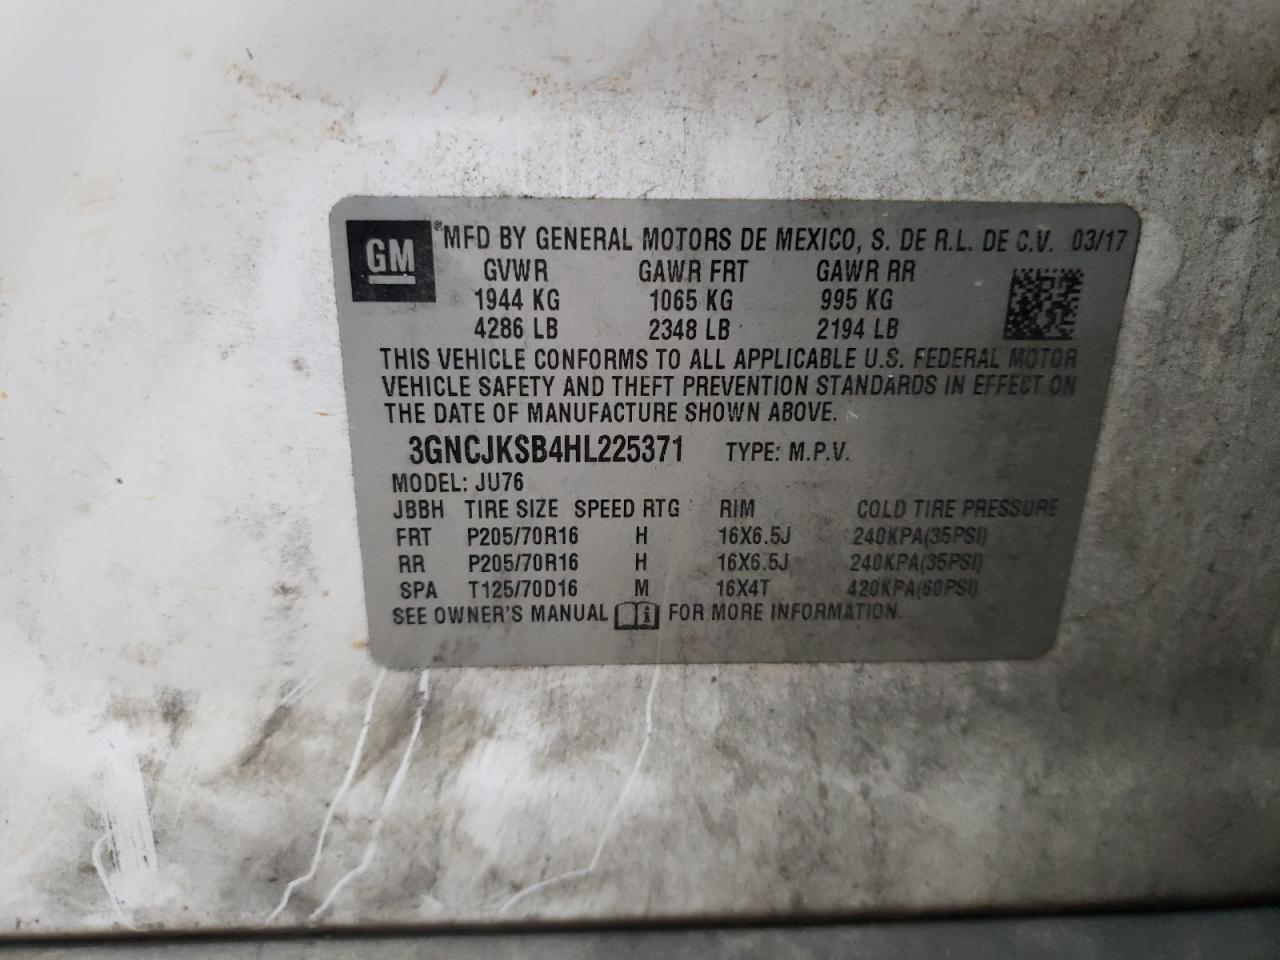 GM ® MFD BY GENERAL MOTORS DE MEXICO, S. DE R.L. DE C.V. 03/17
GVWR GAWR FRT GAWR RR
1944 KG 1065 KG 995 KG
4286 LB 2348 LB 2194 LB
THIS VEHICLE CONFORMS TO ALL APPLICABLE U.S. FEDERAL MOTOR
VEHICLE SAFETY AND THEFT PREVENTION STANDARDS IN EFFECT ON
THE DATE OF MANUFACTURE SHOWN ABOVE.
3GNCJKSB4HL225371 TYPE: M.P.V.
MODEL: JU76
JBBH TIRE SIZE SPEED RTG RIM COLD TIRE PRESSURE
FRT P205/70R16 H 16X6.5J 240KPA(35PSI)
RR P205/70R16 H 16X6.5J 240KPA(35PSI)
SPA T125/70D16 M 16X4T 420KPA(60PSI)
SEE OWNER'S MANUAL i FOR MORE INFORMATION.